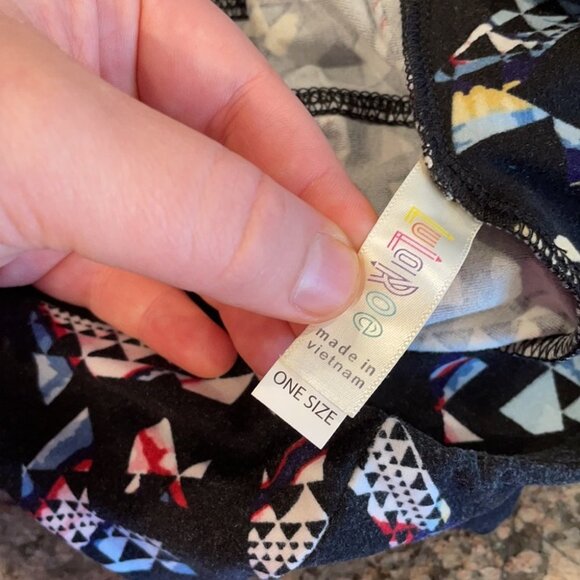 LuLaRoe
made in
vietnam
ONE SIZE